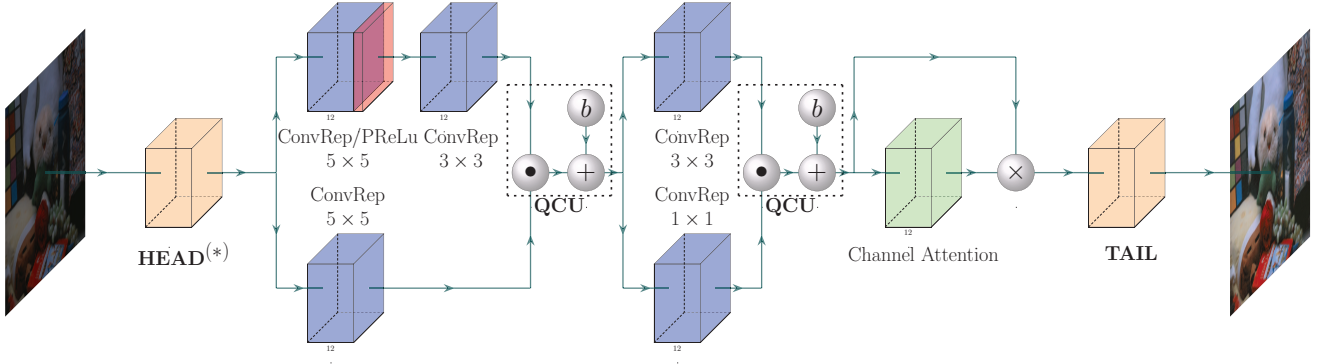 12
ConvRep/PReLu
5 × 5
ConvRep
3 × 3
b
•
+
QCU
ConvRep
5 × 5
12
HEAD(*)
12
ConvRep
3 × 3
b
•
+
QCU
ConvRep
1 × 1
12
12
Channel Attention
×
TAIL
12